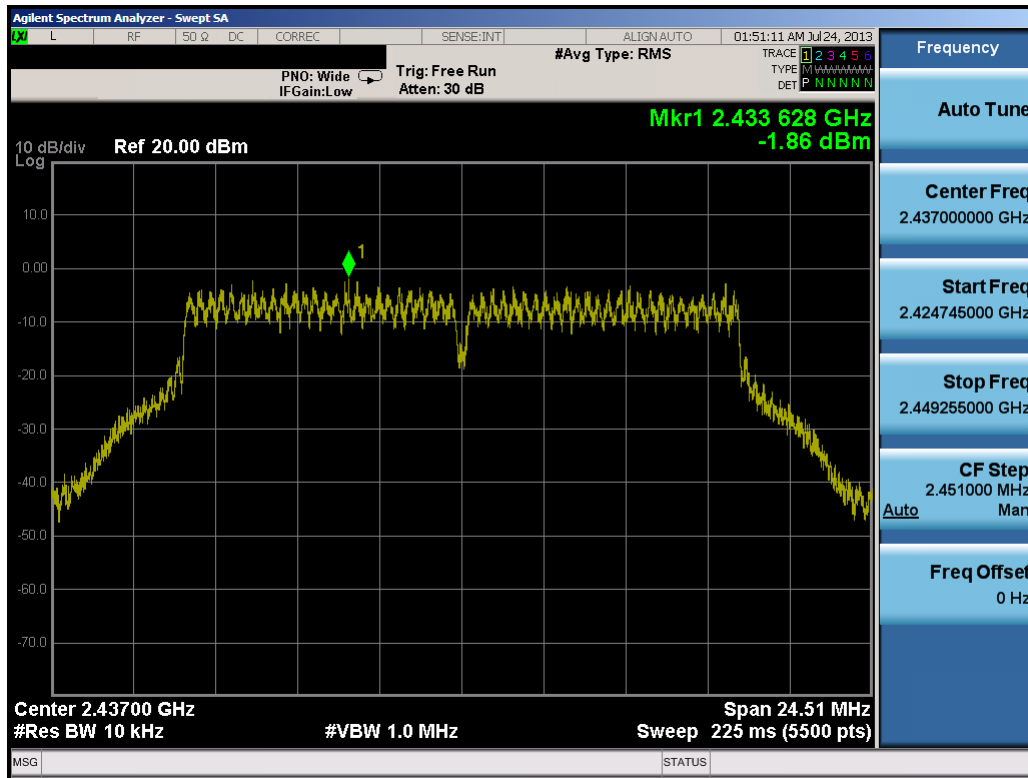 Agilent Spectrum Analyzer - Swept SA
LXI L RF 50 Ω DC CORREC SENSE:INT ALIGN AUTO 01:51:11 AM Jul 24, 2013
Frequency
#Avg Type: RMS
TRACE 1 2 3 4 5 6
TYPE M W W W W W
DET P N N N N N
PNO: Wide Trig: Free Run
IFGain:Low Atten: 30 dB
Auto Tune
Mkr1 2.433 628 GHz
-1.86 dBm
10 dB/div Ref 20.00 dBm
Log
Center Freq
2.437000000 GHz
10.0
1
0.00
Start Freq
2.424745000 GHz
-10.0
-20.0
Stop Freq
2.449255000 GHz
-30.0
-40.0
CF Step
2.451000 MHz
Auto Man
-50.0
Freq Offset
0 Hz
-60.0
-70.0
Center 2.43700 GHz Span 24.51 MHz
#Res BW 10 kHz #VBW 1.0 MHz Sweep 225 ms (5500 pts)
MSG STATUS